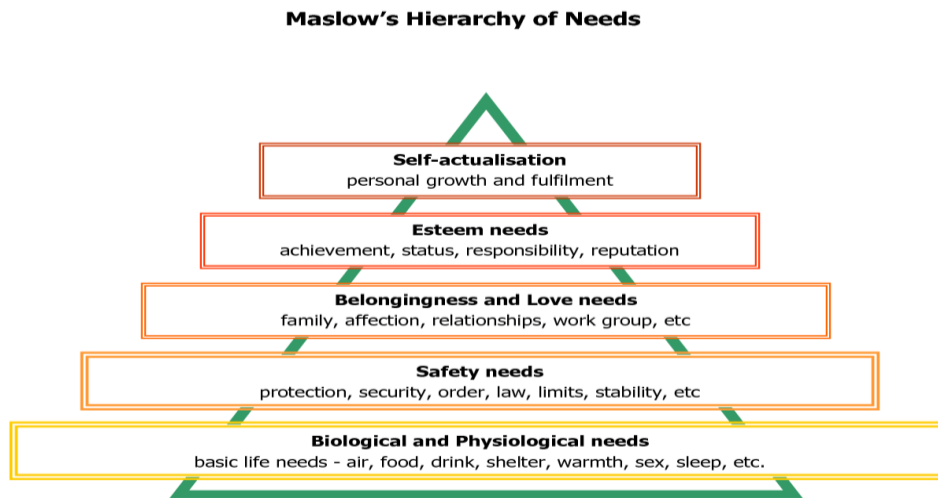 Maslow’s Hierarchy of Needs
Self-actualisation
personal growth and fulfilment
Esteem needs
achievement, status, responsibility, reputation
Belongingness and Love needs
family, affection, relationships, work group, etc
Safety needs
protection, security, order, law, limits, stability, etc
Biological and Physiological needs
basic life needs - air, food, drink, shelter, warmth, sex, sleep, etc.